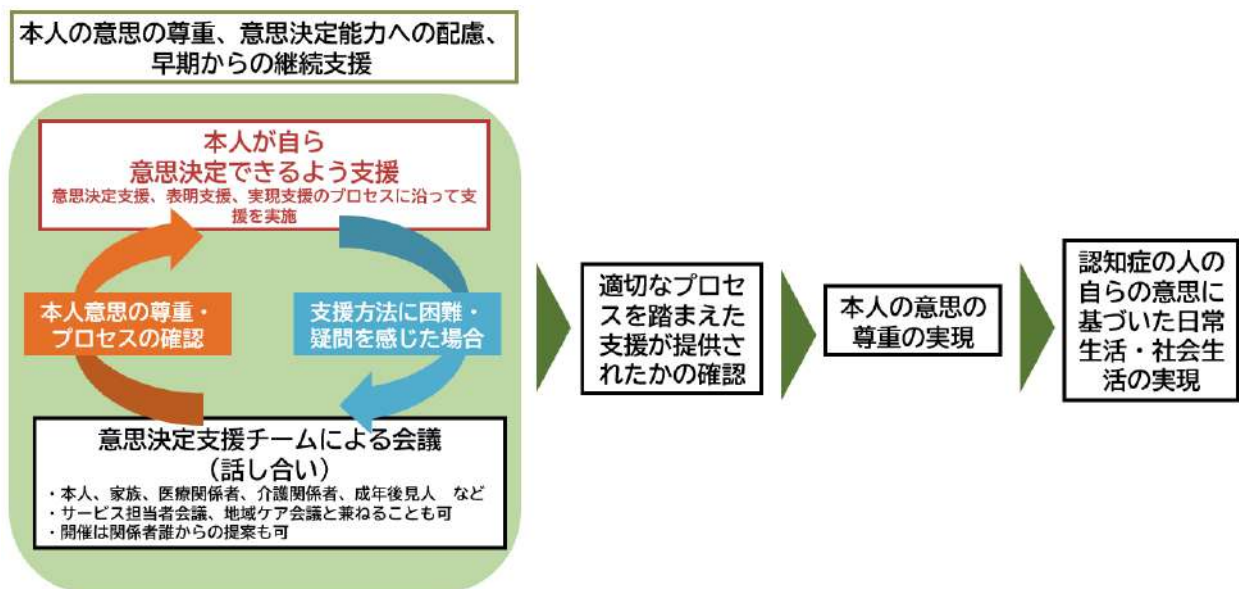 本人の意思の尊重、意思決定能力への配慮、
早期からの継続支援
本人が自ら
意思決定できるよう支援
意思決定支援、表明支援、実現支援のプロセスに沿って支
援を実施
本人意思の尊重・
プロセスの確認
支援方法に困難・
疑問を感じた場合
意思決定支援チームによる会議
（話し合い）
・本人、家族、医療関係者、介護関係者、成年後見人　など
・サービス担当者会議、地域ケア会議と兼ねることも可
・開催は関係者誰からの提案も可
適切なプロセ
スを踏まえた
支援が提供さ
れたかの確認
本人の意思の
尊重の実現
認知症の人の
自らの意思に
基づいた日常
生活・社会生
活の実現